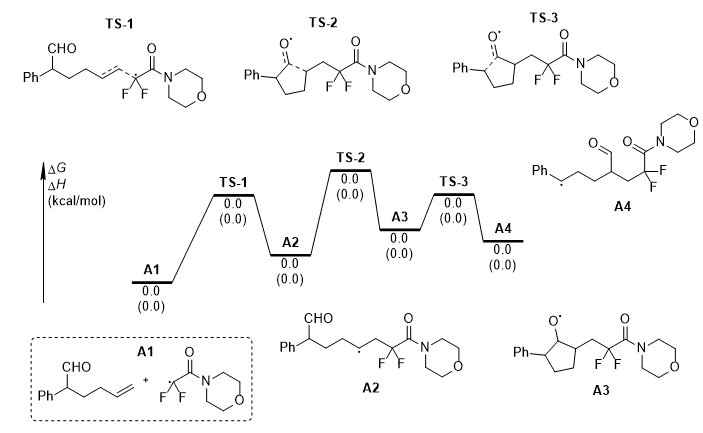 TS-1
TS-2
TS-3
CHO
O
Ph
N
F F
O
O•
O
Ph
N
F F
O
O•
O
Ph
N
F F
O
ΔG
ΔH
(kcal/mol)
TS-1
0.0
(0.0)
TS-2
0.0
(0.0)
TS-3
0.0
(0.0)
A1
0.0
(0.0)
A2
0.0
(0.0)
A3
0.0
(0.0)
A4
0.0
(0.0)
O
O
N
O
Ph
F
F
A4
A1
CHO
Ph
+
O
N
F F
O
CHO
O
Ph
N
F F
O
A2
O•
O
Ph
N
F F
O
A3